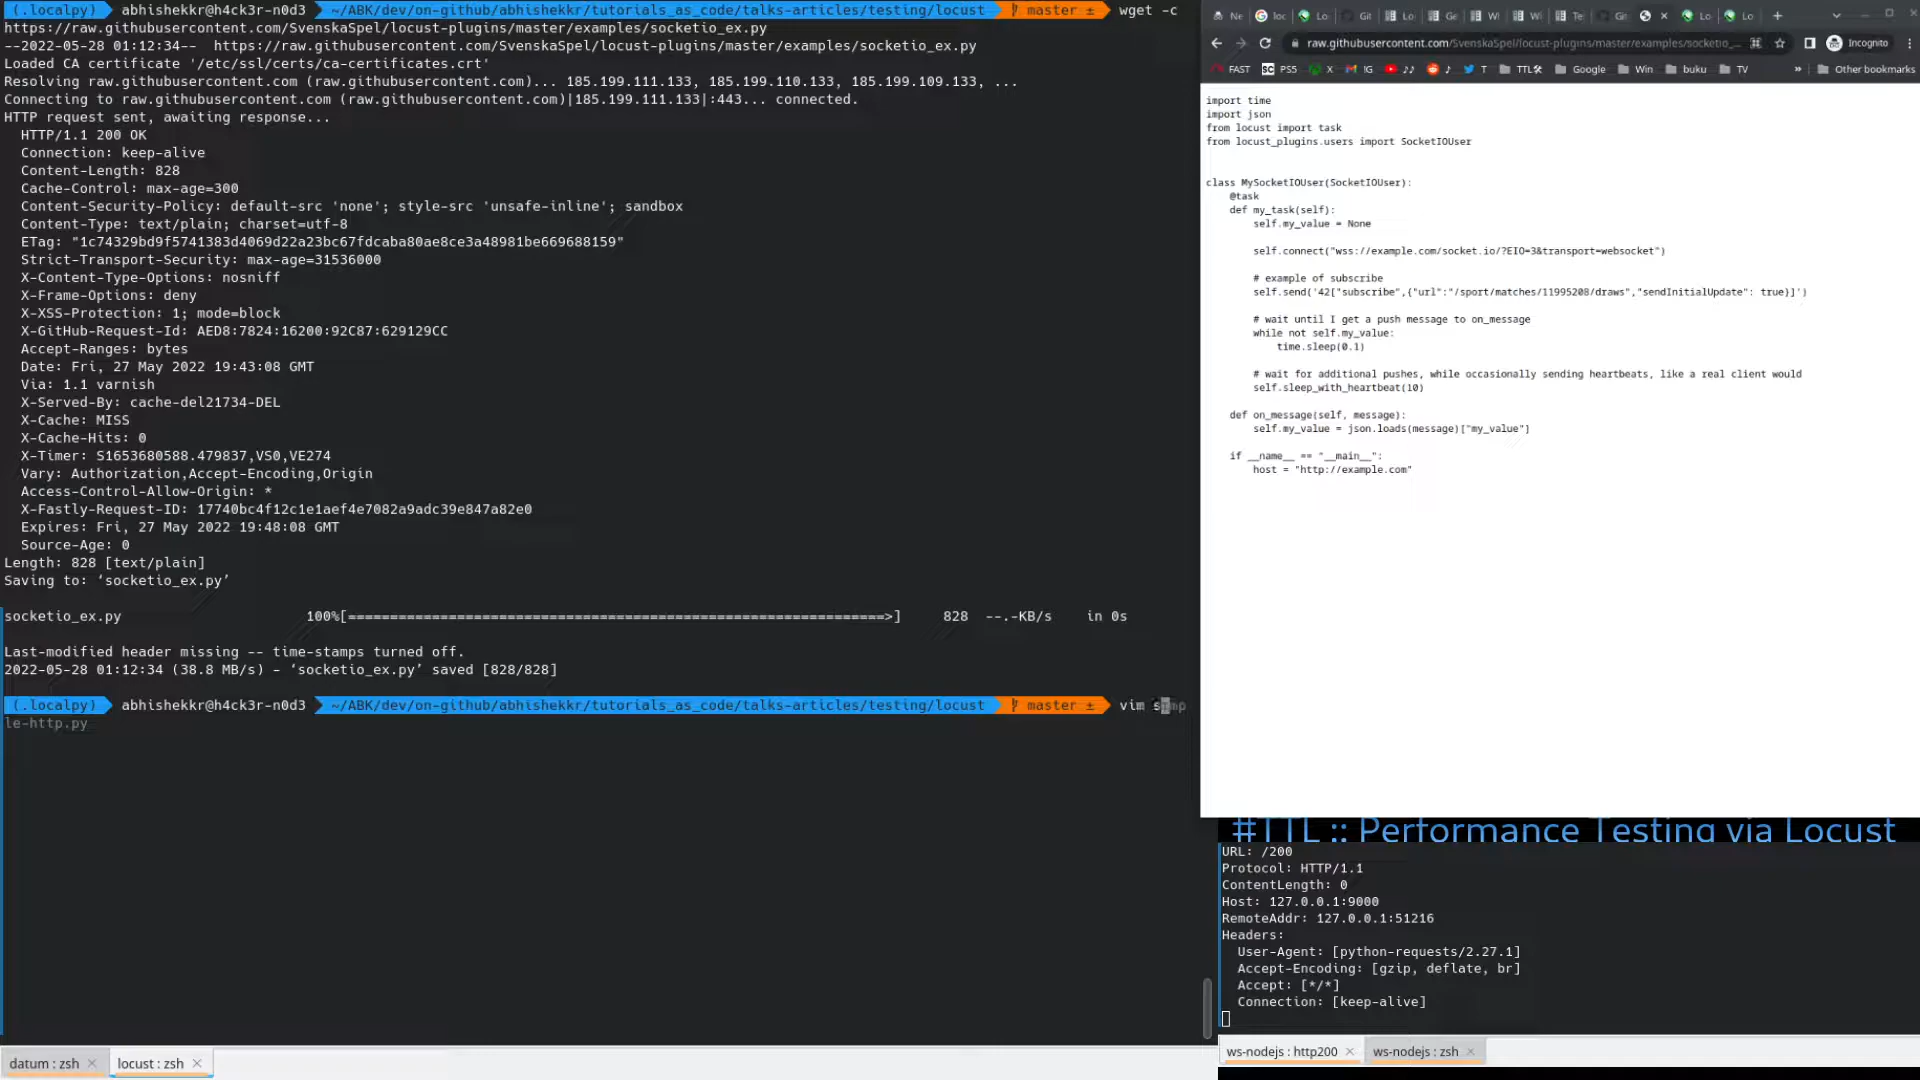 (.localpy) abhishekkr@h4ck3r-n0d3 ~/ABK/dev/on-github/abhishekkr/tutorials_as_code/talks-articles/testing/locust master ± wget -c
https://raw.githubusercontent.com/SvenskaSpel/locust-plugins/master/examples/socketio_ex.py
--2022-05-28 01:12:34-- https://raw.githubusercontent.com/SvenskaSpel/locust-plugins/master/examples/socketio_ex.py
Loaded CA certificate '/etc/ssl/certs/ca-certificates.crt'
Resolving raw.githubusercontent.com (raw.githubusercontent.com)... 185.199.111.133, 185.199.110.133, 185.199.109.133, ...
Connecting to raw.githubusercontent.com (raw.githubusercontent.com)|185.199.111.133|:443... connected.
HTTP request sent, awaiting response...
HTTP/1.1 200 OK
Connection: keep-alive
Content-Length: 828
Cache-Control: max-age=300
Content-Security-Policy: default-src 'none'; style-src 'unsafe-inline'; sandbox
Content-Type: text/plain; charset=utf-8
ETag: "1c74329bd9f5741383d4069d22a23bc67fdcaba80ae8ce3a48981be669688159"
Strict-Transport-Security: max-age=31536000
X-Content-Type-Options: nosniff
X-Frame-Options: deny
X-XSS-Protection: 1; mode=block
X-GitHub-Request-Id: AED8:7824:16200:92C87:629129CC
Accept-Ranges: bytes
Date: Fri, 27 May 2022 19:43:08 GMT
Via: 1.1 varnish
X-Served-By: cache-del21734-DEL
X-Cache: MISS
X-Cache-Hits: 0
X-Timer: S1653680588.479837,VS0,VE274
Vary: Authorization,Accept-Encoding,Origin
Access-Control-Allow-Origin: *
X-Fastly-Request-ID: 17740bc4f12c1e1aef4e7082a9adc39e847a82e0
Expires: Fri, 27 May 2022 19:48:08 GMT
Source-Age: 0
Length: 828 [text/plain]
Saving to: ‘socketio_ex.py’
socketio_ex.py 100%[=================================================================>] 828 --.-KB/s in 0s
Last-modified header missing -- time-stamps turned off.
2022-05-28 01:12:34 (38.8 MB/s) - ‘socketio_ex.py’ saved [828/828]
(.localpy) abhishekkr@h4ck3r-n0d3 ~/ABK/dev/on-github/abhishekkr/tutorials_as_code/talks-articles/testing/locust master ± vim simp
le-http.py
datum : zsh
locust : zsh
Ne loc Lo Git Lo Ge Wi Wi Te Gi Lo Lo
raw.githubusercontent.com/SvenskaSpel/locust-plugins/master/examples/socketio_... Incognito
FAST SC PS5 X !G T TTL Google Win buku TV » Other bookmarks
import time
import json
from locust import task
from locust_plugins.users import SocketIOUser
class MySocketIOUser(SocketIOUser):
@task
def my_task(self):
self.my_value = None
self.connect("wss://example.com/socket.io/?EIO=3&transport=websocket")
# example of subscribe
self.send('42["subscribe",{"url":"/sport/matches/11995208/draws","sendInitialUpdate": true}]')
# wait until I get a push message to on_message
while not self.my_value:
time.sleep(0.1)
# wait for additional pushes, while occasionally sending heartbeats, like a real client would
self.sleep_with_heartbeat(10)
def on_message(self, message):
self.my_value = json.loads(message)["my_value"]
if __name__ == "__main__":
host = "http://example.com"
#TTL :: Performance Testing via Locust
URL: /200
Protocol: HTTP/1.1
ContentLength: 0
Host: 127.0.0.1:9000
RemoteAddr: 127.0.0.1:51216
Headers:
User-Agent: [python-requests/2.27.1]
Accept-Encoding: [gzip, deflate, br]
Accept: [*/*]
Connection: [keep-alive]
ws-nodejs : http200
ws-nodejs : zsh